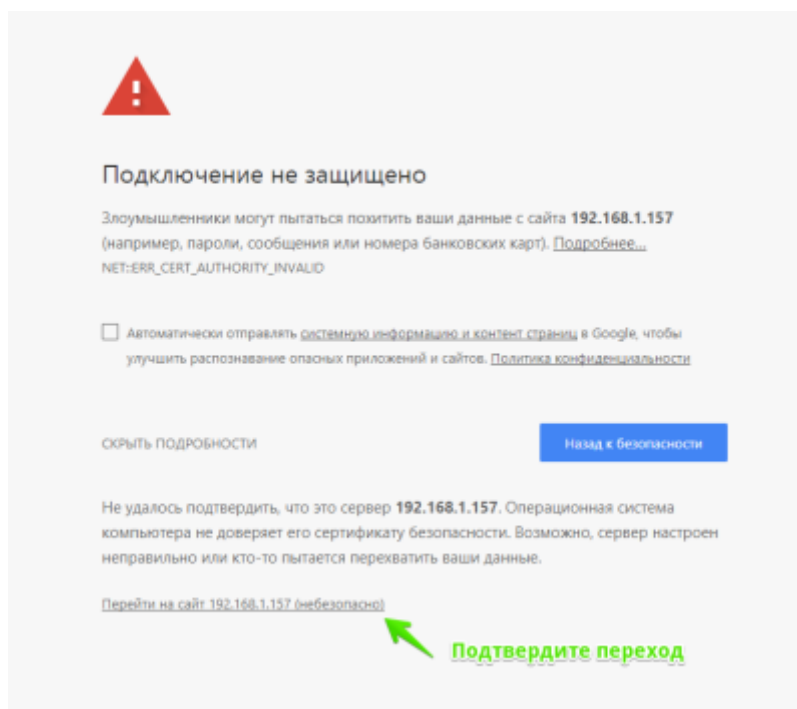 Подключение не защищено
Злоумышленники могут пытаться похитить ваши данные с сайта 192.168.1.157
(например, пароли, сообщения или номера банковских карт). Подробнее...
NET::ERR_CERT_AUTHORITY_INVALID
Автоматически отправлять системную информацию и контент страниц в Google, чтобы
улучшить распознавание опасных приложений и сайтов. Политика конфиденциальности
СКРЫТЬ ПОДРОБНОСТИ
Назад к безопасности
Не удалось подтвердить, что это сервер 192.168.1.157. Операционная система
компьютера не доверяет его сертификату безопасности. Возможно, сервер настроен
неправильно или кто-то пытается перехватить ваши данные.
Перейти на сайт 192.168.1.157 (небезопасно)
Подтвердите переход